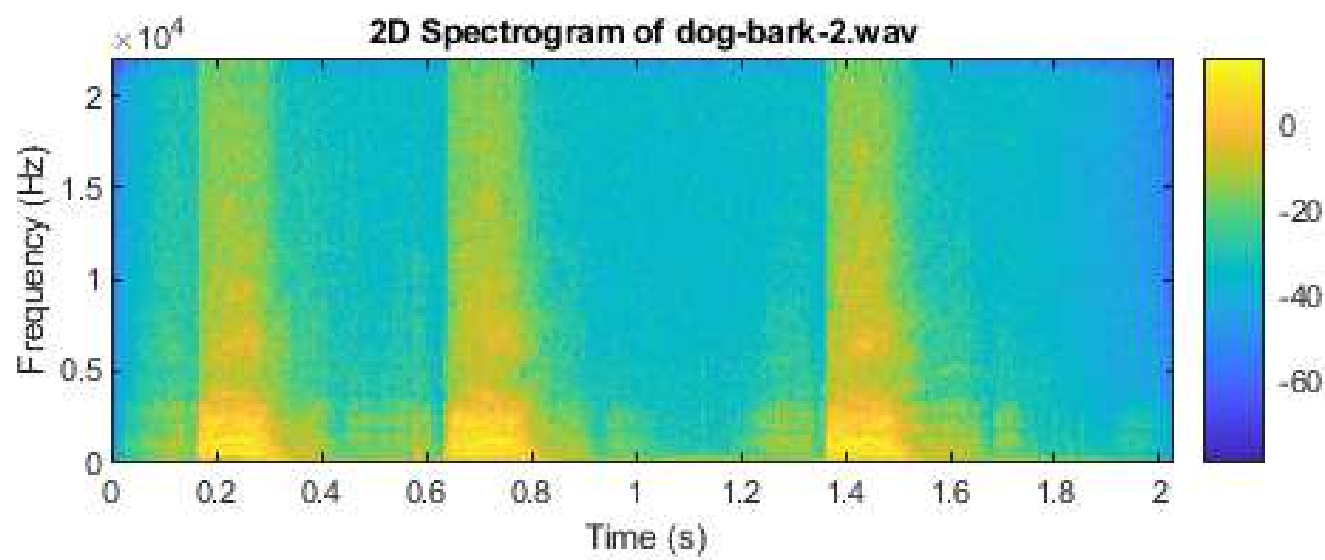 2D Spectrogram of dog-bark-2.wav
×10⁴
2
1.5
1
0.5
0
Frequency (Hz)
0 0.2 0.4 0.6 0.8 1 1.2 1.4 1.6 1.8 2
Time (s)
0
-20
-40
-60